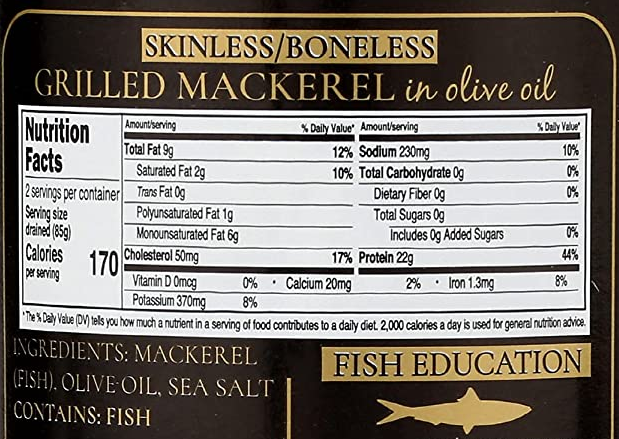 SKINLESS/BONELESS
GRILLED MACKEREL in olive oil
Nutrition
Facts
2 servings per container
Serving size
drained (85g)
Calories
per serving
170
Amount/serving % Daily Value*
Total Fat 9g 12%
Saturated Fat 2g 10%
Trans Fat 0g
Polyunsaturated Fat 1g
Monounsaturated Fat 6g
Cholesterol 50mg 17%
Amount/serving % Daily Value*
Sodium 230mg 10%
Total Carbohydrate 0g 0%
Dietary Fiber 0g 0%
Total Sugars 0g
Includes 0g Added Sugars 0%
Protein 22g 44%
Vitamin D 0mcg 0% • Calcium 20mg 2% • Iron 1.3mg 8%
Potassium 370mg 8%
*The % Daily Value (DV) tells you how much a nutrient in a serving of food contributes to a daily diet. 2,000 calories a day is used for general nutrition advice.
INGREDIENTS: MACKEREL
(FISH), OLIVE OIL, SEA SALT
CONTAINS: FISH
FISH EDUCATION